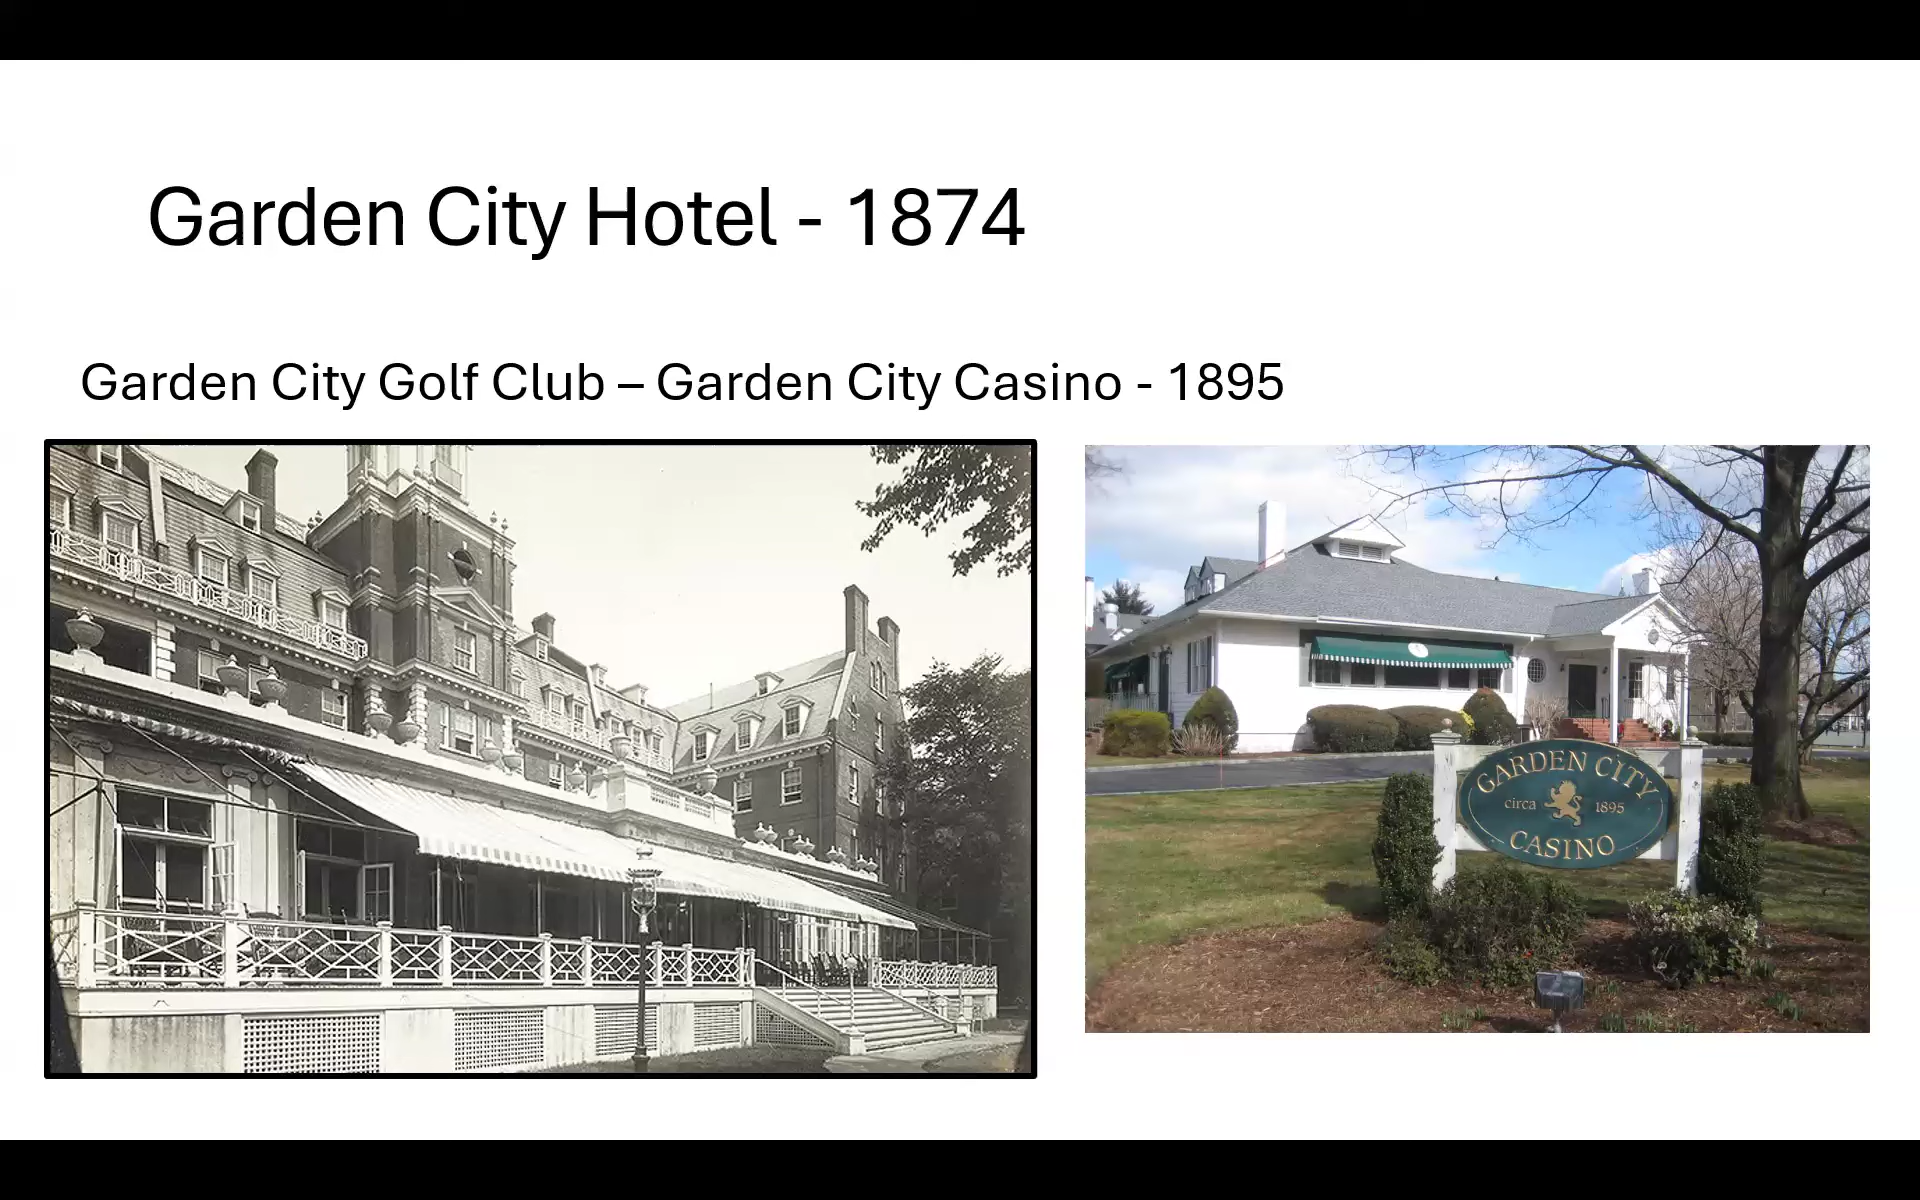 Garden City Hotel - 1874
Garden City Golf Club – Garden City Casino - 1895
GARDEN CITY
circa 1895
CASINO